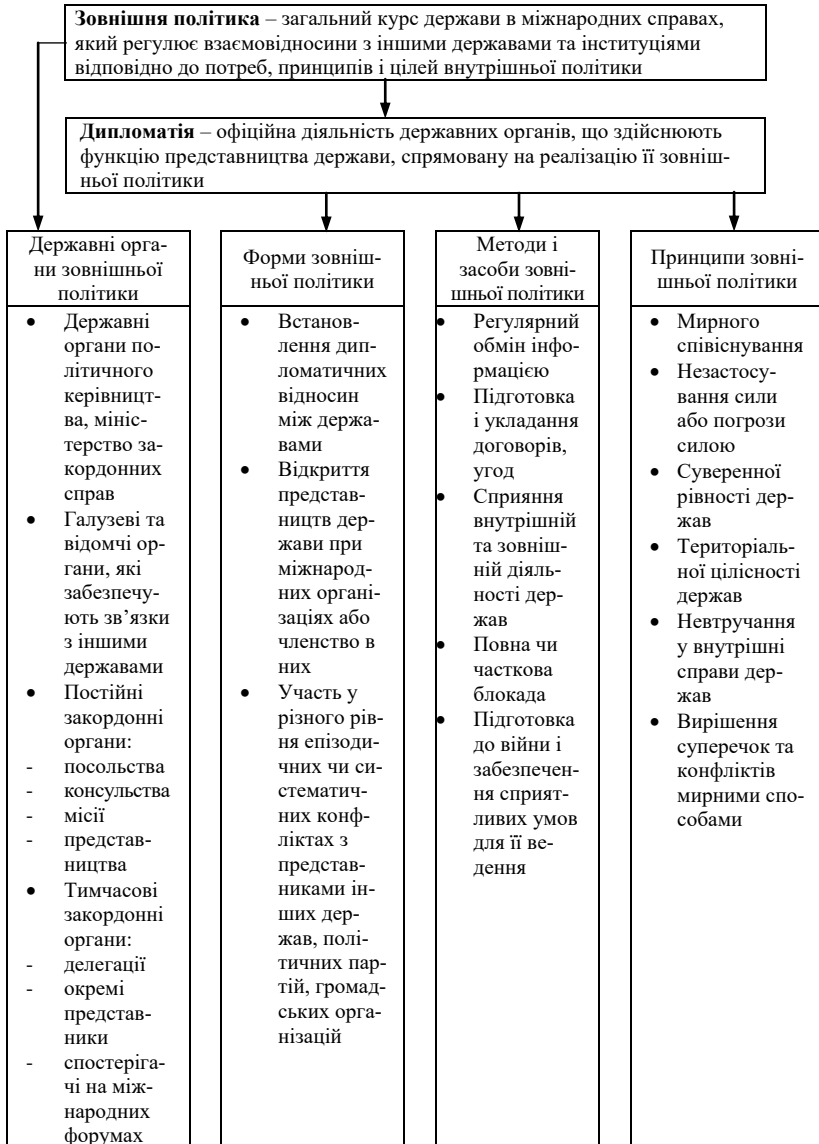 Зовнішня політика – загальний курс держави в міжнародних справах,
який регулює взаємовідносини з іншими державами та інституціями
відповідно до потреб, принципів і цілей внутрішньої політики
Дипломатія – офіційна діяльність державних органів, що здійснюють
функцію представництва держави, спрямовану на реалізацію її зовніш-
ньої політики
Державні орга-
ни зовнішньої
політики
• Державні
органи по-
літичного
керівницт-
ва, мініс-
терство за-
кордонних
справ
• Галузеві та
відомчі ор-
гани, які
забезпечу-
ють зв’язки
з іншими
державами
• Постійні
закордонні
органи:
- посольства
- консульства
- місії
- представ-
ництва
• Тимчасові
закордонні
органи:
- делегації
- окремі
представ-
ники
- спостеріга-
чі на між-
народних
форумах
Форми зовніш-
ньої політики
• Встанов-
лення дип-
ломатичних
відносин
між держа-
вами
• Відкриття
представ-
ництв дер-
жави при
міжнарод-
них органі-
заціях або
членство в
них
• Участь у
різного рів-
ня епізоди-
чних чи си-
стематич-
них конф-
ліктах з
представ-
никами ін-
ших дер-
жав, полі-
тичних пар-
тій, громад-
ських орга-
нізацій
Методи і
засоби зовні-
шньої політики
• Регулярний
обмін інфо-
рмацією
• Підготовка
і укладання
договорів,
угод
• Сприяння
внутрішній
та зовніш-
ній діяль-
ності дер-
жав
• Повна чи
часткова
блокада
• Підготовка
до війни і
забезпечен-
ня сприят-
ливих умов
для її ве-
дення
Принципи зовні-
шньої політики
• Мирного
співіснування
• Незастосу-
вання сили
або погрози
силою
• Суверенної
рівності дер-
жав
• Територіаль-
ної цілісності
держав
• Невтручання
у внутрішні
справи дер-
жав
• Вирішення
суперечок та
конфліктів
мирними спо-
собами